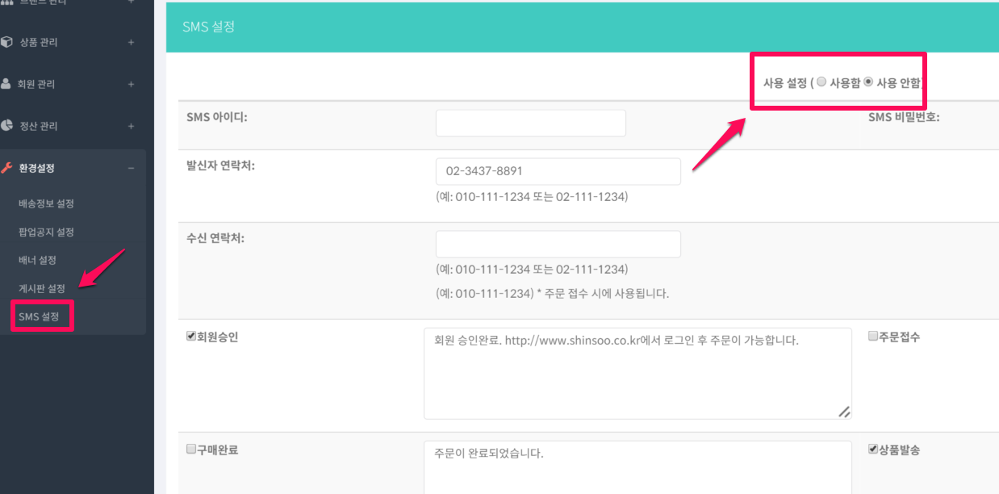 브랜드 관리 +
상품 관리 +
회원 관리 +
정산 관리 +
환경설정 −
배송정보 설정
팝업공지 설정
배너 설정
게시판 설정
SMS 설정
SMS 설정
사용 설정 ( 사용함 사용 안함)
SMS 아이디:
SMS 비밀번호:
발신자 연락처:
02-3437-8891
(예: 010-111-1234 또는 02-111-1234)
수신 연락처:
(예: 010-111-1234 또는 02-111-1234)
(예: 010-111-1234) * 주문 접수 시에 사용됩니다.
회원승인
회원 승인완료. http://www.shinsoo.co.kr에서 로그인 후 주문이 가능합니다.
주문접수
구매완료
주문이 완료되었습니다.
상품발송